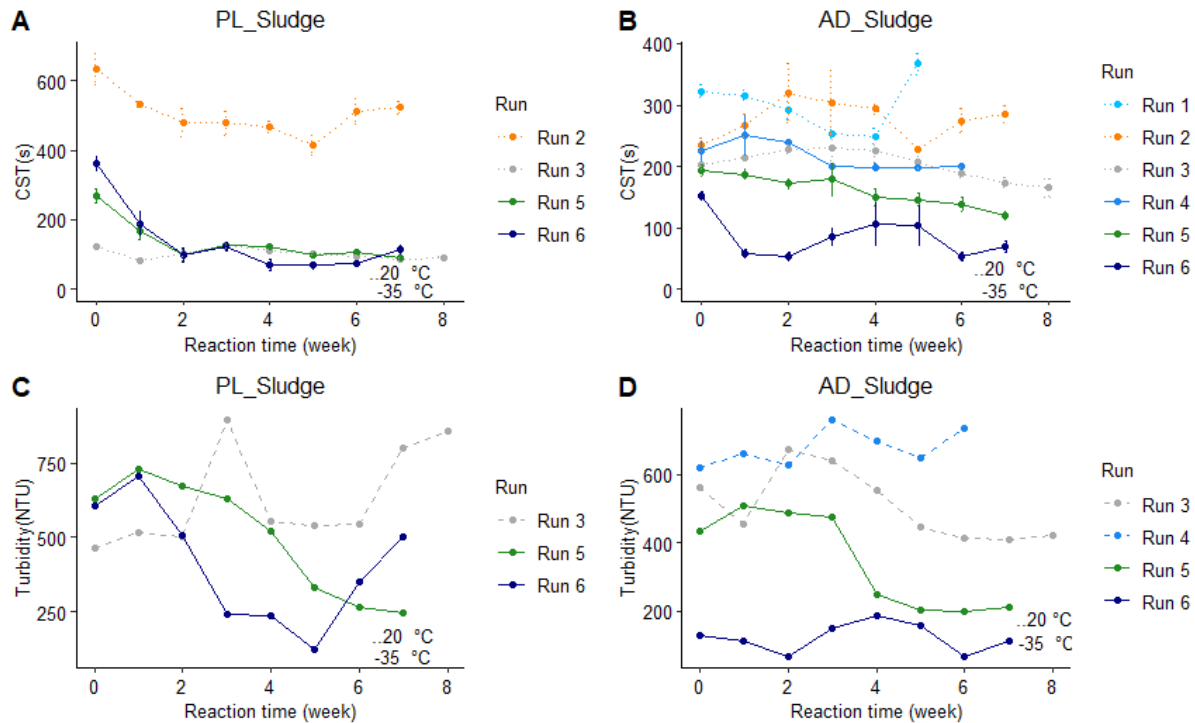 A
PL_Sludge
CST(s)
600
400
200
0
0 2 4 6 8
Reaction time (week)
..20 °C
-35 °C
Run
Run 2
Run 3
Run 5
Run 6
B
AD_Sludge
CST(s)
400
300
200
100
0
0 2 4 6 8
Reaction time (week)
..20 °C
-35 °C
Run
Run 1
Run 2
Run 3
Run 4
Run 5
Run 6
C
PL_Sludge
Turbidity(NTU)
750
500
250
0 2 4 6 8
Reaction time (week)
..20 °C
-35 °C
Run
Run 3
Run 5
Run 6
D
AD_Sludge
Turbidity(NTU)
600
400
200
0 2 4 6 8
Reaction time (week)
..20 °C
-35 °C
Run
Run 3
Run 4
Run 5
Run 6